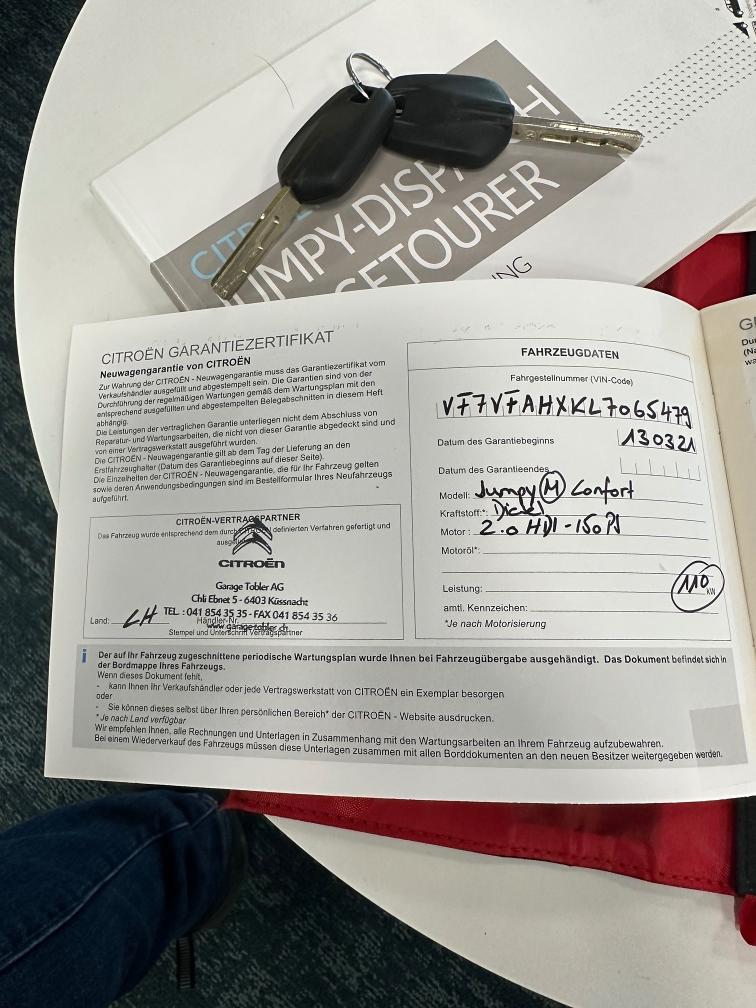 CITROË
JUMPY-DISPATCH
CETOURER
ING
CITROËN GARANTIEZERTIFIKAT
Neuwagengarantie von CITROËN
Zur Wahrung der CITROËN - Neuwagengarantie muss das Garantiezertifikat vom
Verkaufshändler ausgefüllt und abgestempelt sein. Die Garantien sind von der
Durchführung der regelmäßigen Wartungen gemäß dem Wartungsplan mit den
entsprechend ausgefüllten und abgestempelten Belegabschnitten in diesem Heft
abhängig.
Die Leistungen der vertraglichen Garantie unterliegen nicht dem Abschluss von
Reparatur- und Wartungsarbeiten, die nicht von dieser Garantie abgedeckt sind und
von einer Vertragswerkstatt ausgeführt wurden.
Die CITROËN - Neuwagengarantie gilt ab dem Tag der Lieferung an den
Erstfahrzeughalter (Datum des Garantiebeginns auf dieser Seite).
Die Einzelheiten der CITROËN - Neuwagengarantie, die für Ihr Fahrzeug gelten
sowie deren Anwendungsbedingungen sind im Bestellformular Ihres Neufahrzeugs
aufgeführt.
CITROËN-VERTRAGSPARTNER
Das Fahrzeug wurde entsprechend dem durch definierten Verfahren gefertigt und
CITROËN
Garage Tobler AG
Chli Ebnet 5 - 6403 Küssnacht
TEL : 041 854 35 35 - FAX 041 854 35 36
Land: CH Händler-Nr.
www.garagetobler.ch
Stempel und Unterschrift Vertragspartner
FAHRZEUGDATEN
Fahrgestellnummer (VIN-Code)
VF7VFAHXKL7065479
Datum des Garantiebeginns 130321
Datum des Garantieendes
Modell: Jumpy M Confort
Kraftstoff*: Diesel
Motor : 2.0 HDI - 150 PS
Motoröl*:
Leistung: 110 KW
amtl. Kennzeichen:
*Je nach Motorisierung
i Der auf Ihr Fahrzeug zugeschnittene periodische Wartungsplan wurde Ihnen bei Fahrzeugübergabe ausgehändigt. Das Dokument befindet sich in
der Bordmappe Ihres Fahrzeugs.
Wenn dieses Dokument fehlt,
- kann Ihnen Ihr Verkaufshändler oder jede Vertragswerkstatt von CITROËN ein Exemplar besorgen
oder
- Sie können dieses selbst über Ihren persönlichen Bereich* der CITROËN - Website ausdrucken.
*Je nach Land verfügbar
Wir empfehlen Ihnen, alle Rechnungen und Unterlagen in Zusammenhang mit den Wartungsarbeiten an Ihrem Fahrzeug aufzubewahren.
Bei einem Wiederverkauf des Fahrzeugs müssen diese Unterlagen zusammen mit allen Borddokumenten an den neuen Besitzer weitergegeben werden.